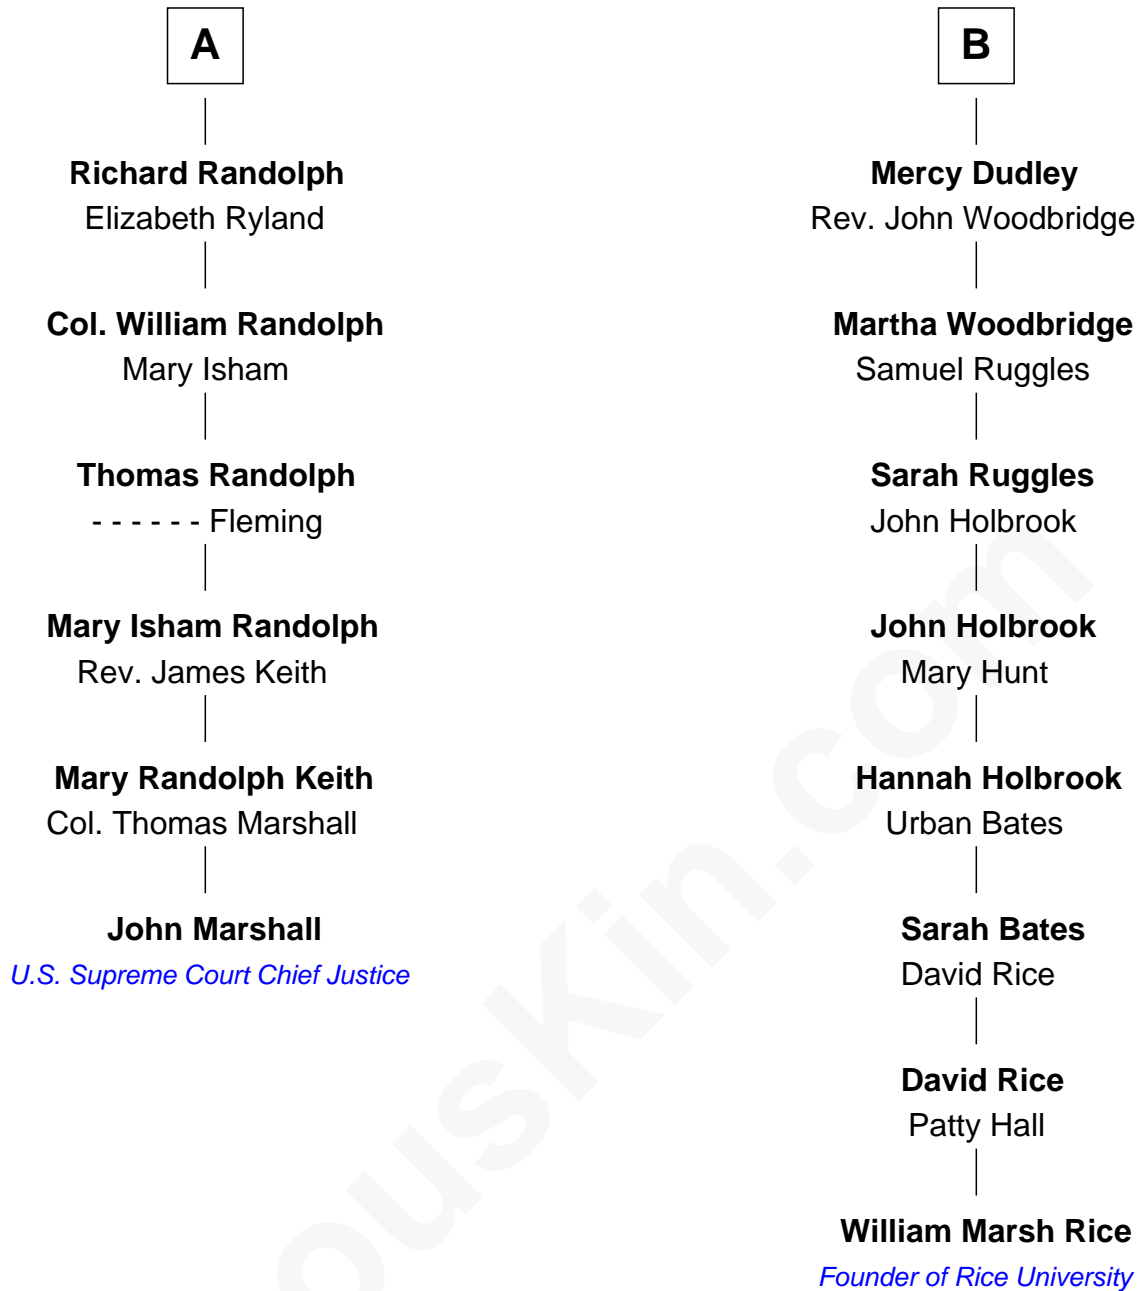 A
Richard Randolph
Elizabeth Ryland
Col. William Randolph
Mary Isham
Thomas Randolph
- - - - - - Fleming
Mary Isham Randolph
Rev. James Keith
Mary Randolph Keith
Col. Thomas Marshall
John Marshall
U.S. Supreme Court Chief Justice
B
Mercy Dudley
Rev. John Woodbridge
Martha Woodbridge
Samuel Ruggles
Sarah Ruggles
John Holbrook
John Holbrook
Mary Hunt
Hannah Holbrook
Urban Bates
Sarah Bates
David Rice
David Rice
Patty Hall
William Marsh Rice
Founder of Rice University
ousKin.com